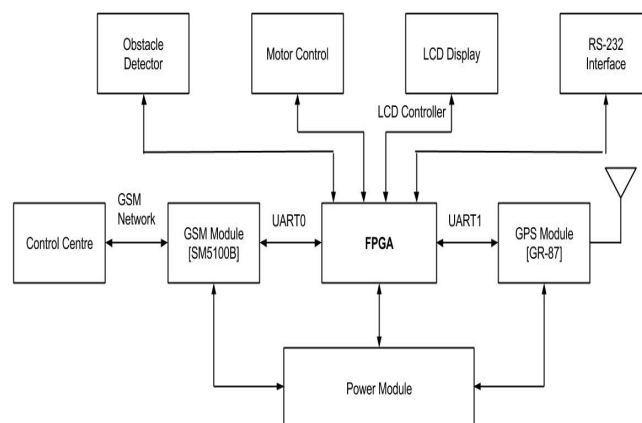 Obstacle
Detector
Motor Control
LCD Display
RS-232
Interface
LCD Controller
GSM
Network
Control Centre
GSM Module
[SM5100B]
UART0
FPGA
UART1
GPS Module
[GR-87]
Power Module